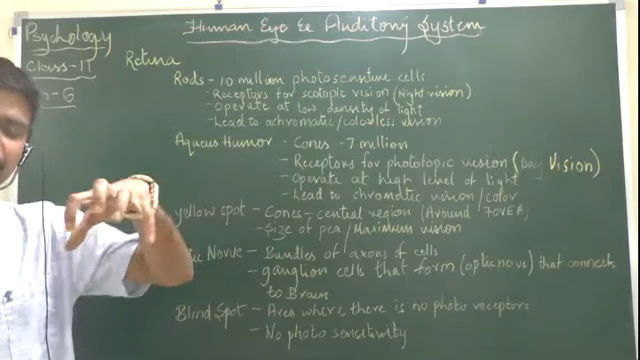 Psychology
Class-11
6
Human Eye & Auditory System
Retina
Rods - 10 million photosensitive cells
- Receptors for scotopic vision (Night vision)
- Operate at low density of light
- Lead to achromatic/colorless vision
Aqueous Humor - Cones - 7 million
- Receptors for phototopic vision (Day Vision)
- Operate at high level of light
- Lead to chromatic vision/color
yellow spot - Cones - central region (Around FOVEA)
- Size of pea/Maximum vision
Nerve - Bundles of axons of cells
- ganglion cells that form (optic nerve) that connects
to Brain
Blind Spot - Area where there is no photo receptors
- No photo sensitivity